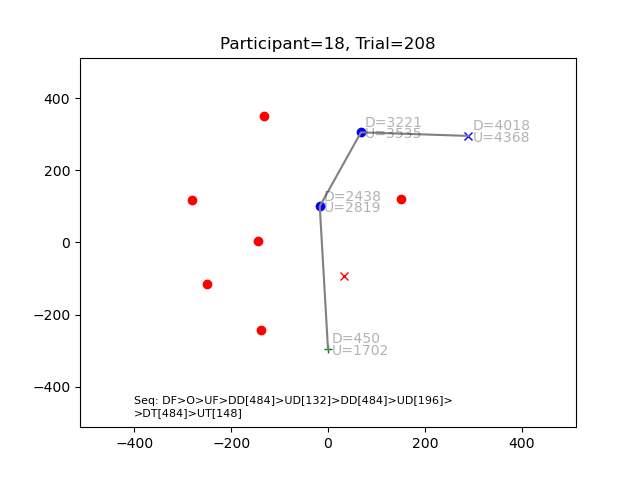 Participant=18, Trial=208
400
200
0
−200
−400
D=3221
U=3535
D=4018
U=4368
D=2438
U=2819
D=450
U=1702
Seq: DF>O>UF>DD[484]>UD[132]>DD[484]>UD[196]>
>DT[484]>UT[148]
−400
−200
0
200
400